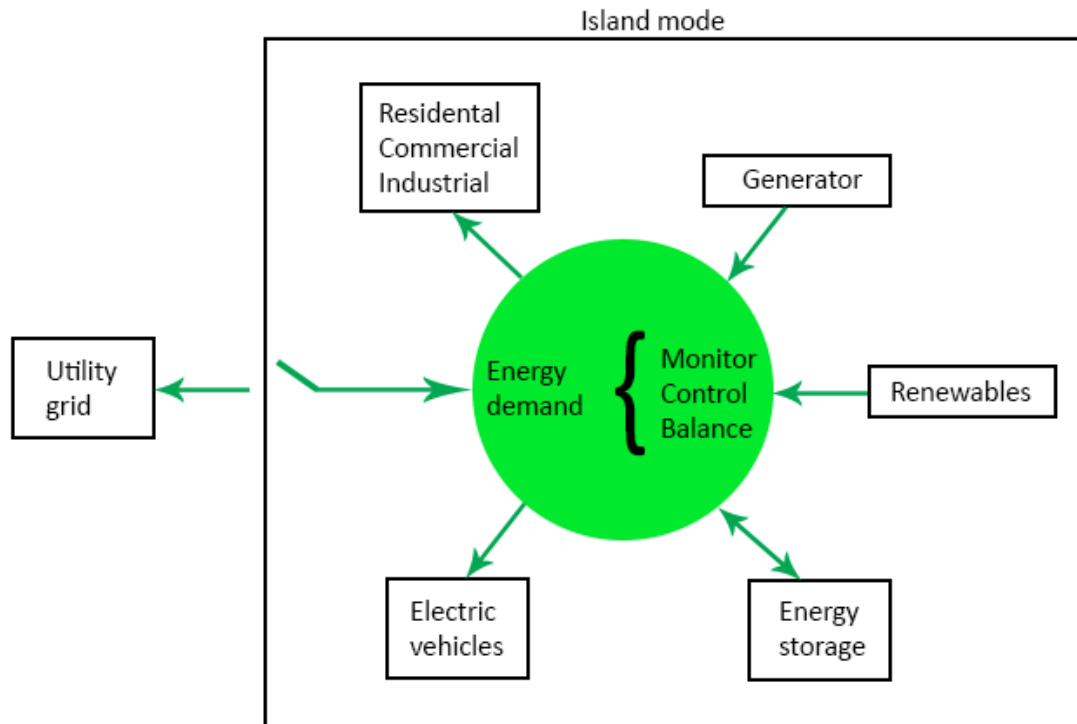 Island mode
Residental
Commercial
Industrial
Generator
Utility
grid
Energy
demand
{
Monitor
Control
Balance
Renewables
Electric
vehicles
Energy
storage